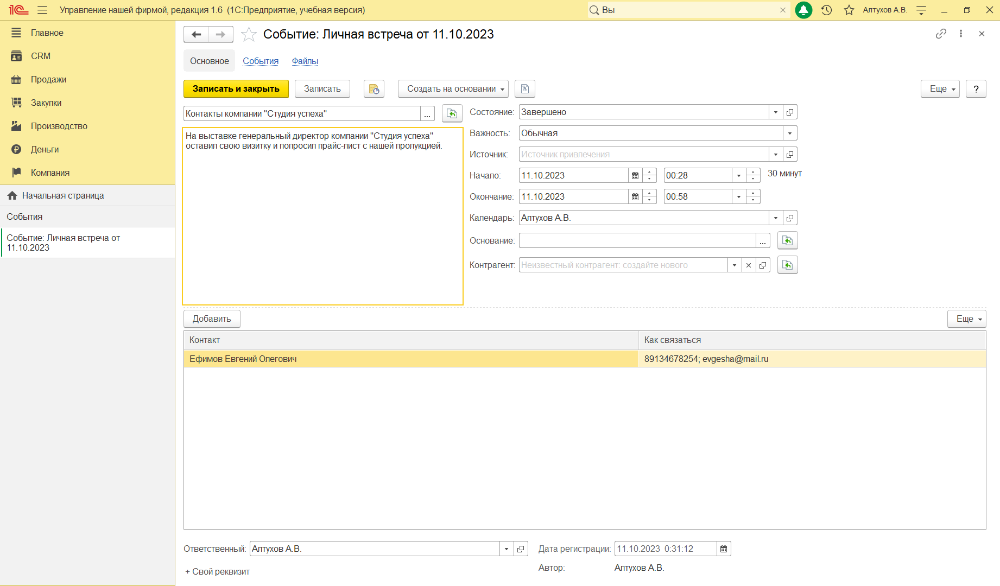 1С Управление нашей фирмой, редакция 1.6 (1С:Предприятие, учебная версия)
Вы
Алтухов А.В.
Главное
CRM
Продажи
Закупки
Производство
Деньги
Компания
Начальная страница
События
Событие: Личная встреча от
11.10.2023
Событие: Личная встреча от 11.10.2023
Основное События Файлы
Записать и закрыть Записать Создать на основании Еще ?
Контакты компании "Студия успеха" ...
На выставке генеральный директор компании "Студия успеха"
оставил свою визитку и попросил прайс-лист с нашей пролукцией.
Состояние: Завершено
Важность: Обычная
Источник: Источник привлечения
Начало: 11.10.2023 00:28 30 минут
Окончание: 11.10.2023 00:58
Календарь: Алтухов А.В.
Основание: ...
Контрагент: Неизвестный контрагент: создайте нового
Добавить Еще
Контакт Как связаться
Ефимов Евгений Олегович 89134678254; evgesha@mail.ru
Ответственный: Алтухов А.В. Дата регистрации: 11.10.2023 0:31:12
+ Свой реквизит Автор: Алтухов А.В.